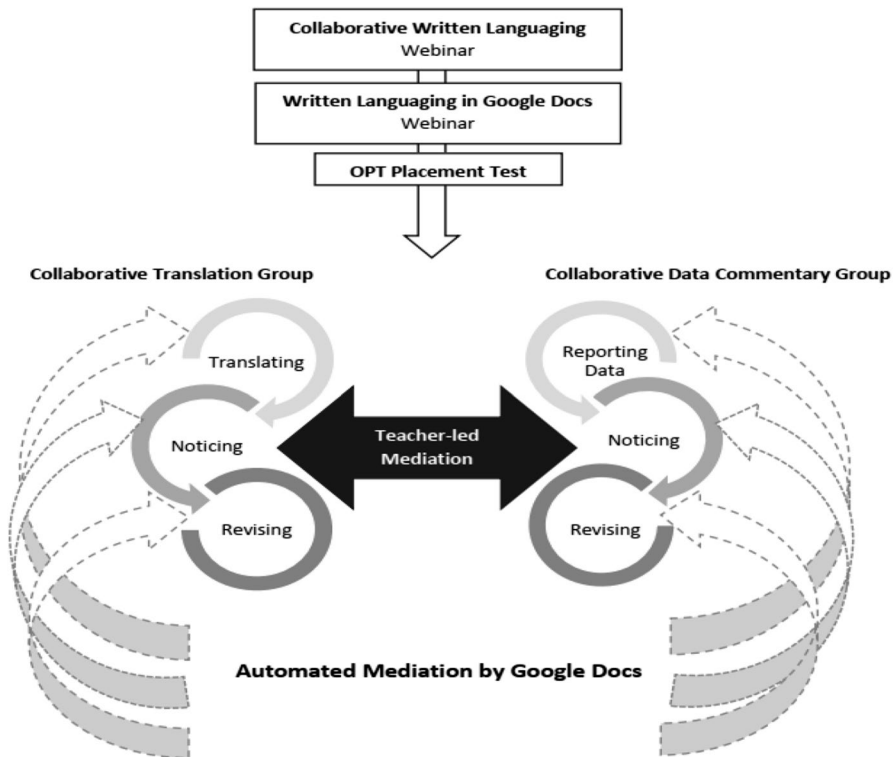 Collaborative Written Languaging
Webinar
Written Languaging in Google Docs
Webinar
OPT Placement Test
Collaborative Translation Group
Collaborative Data Commentary Group
Translating
Noticing
Revising
Teacher-led
Mediation
Reporting
Data
Noticing
Revising
Automated Mediation by Google Docs